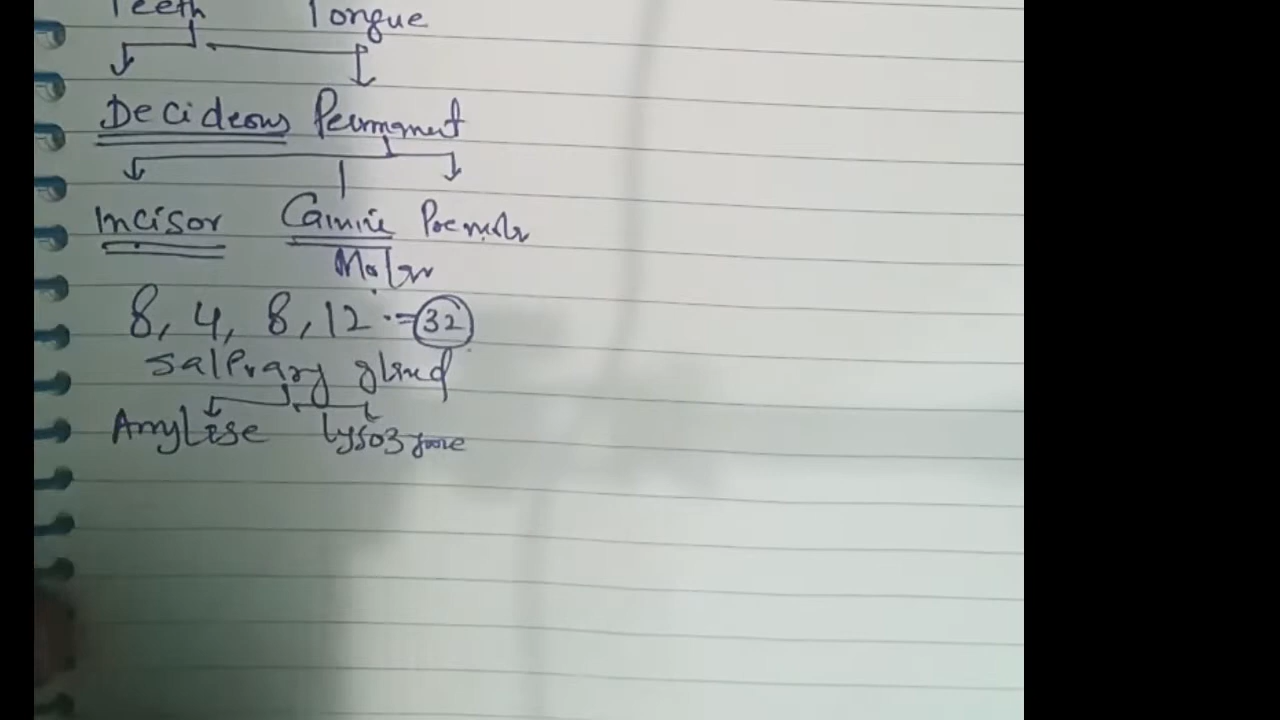 Teeth Tongue
Decideous Permanent
Incisor Canine Premolar
Molar
8, 4, 8, 12 = 32
Salivary gland
Amylase Lysozyme